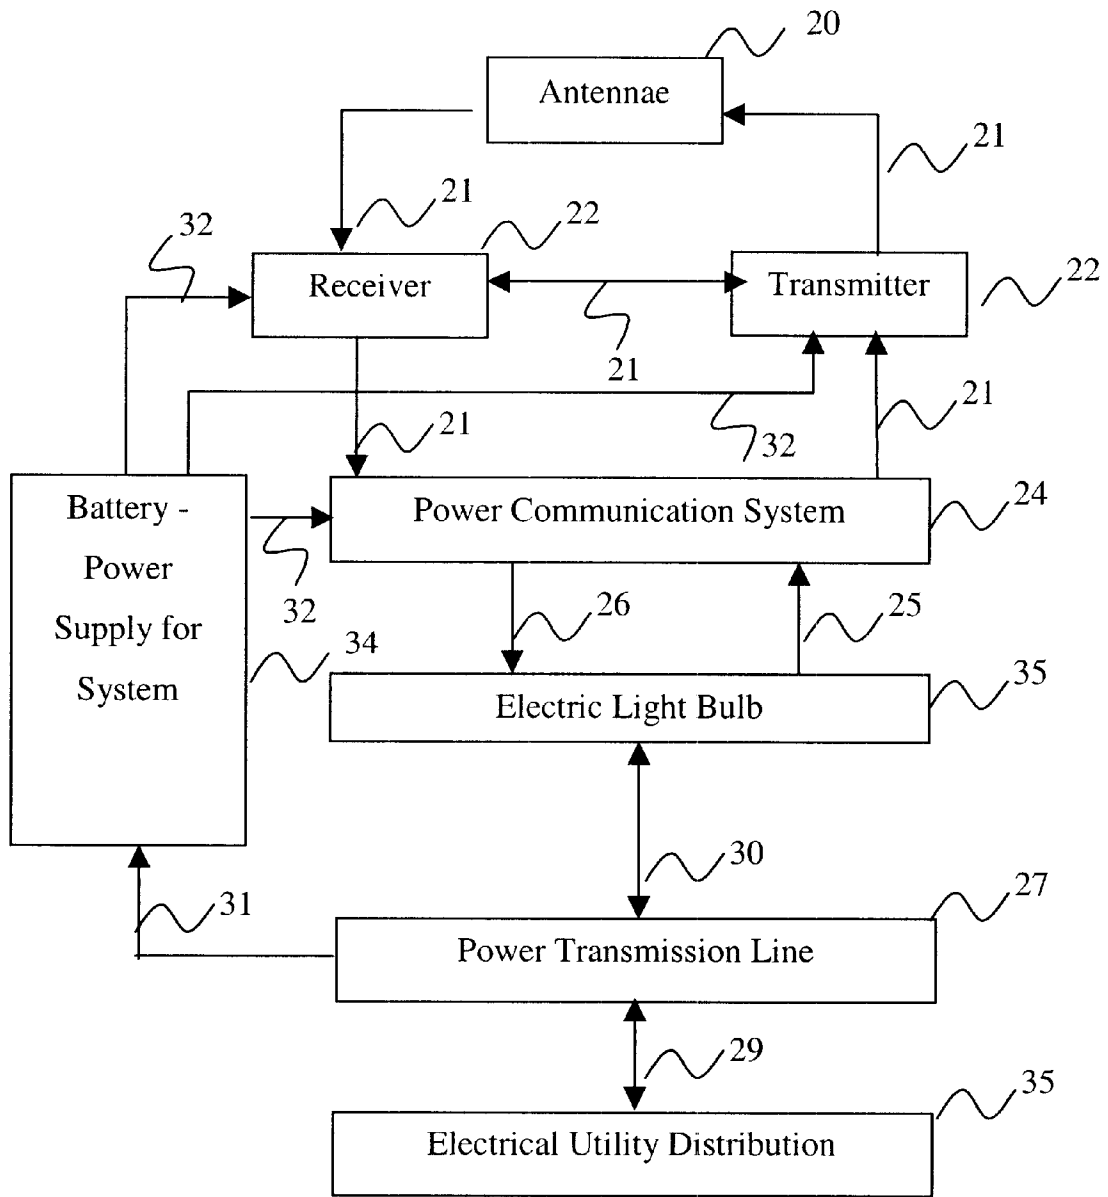 20
Antennae
21
21
22
32
Receiver
Transmitter
22
21
21
21
32
Battery -
Power
Supply for
System
Power Communication System
24
32
26
25
34
35
Electric Light Bulb
30
27
31
Power Transmission Line
29
35
Electrical Utility Distribution